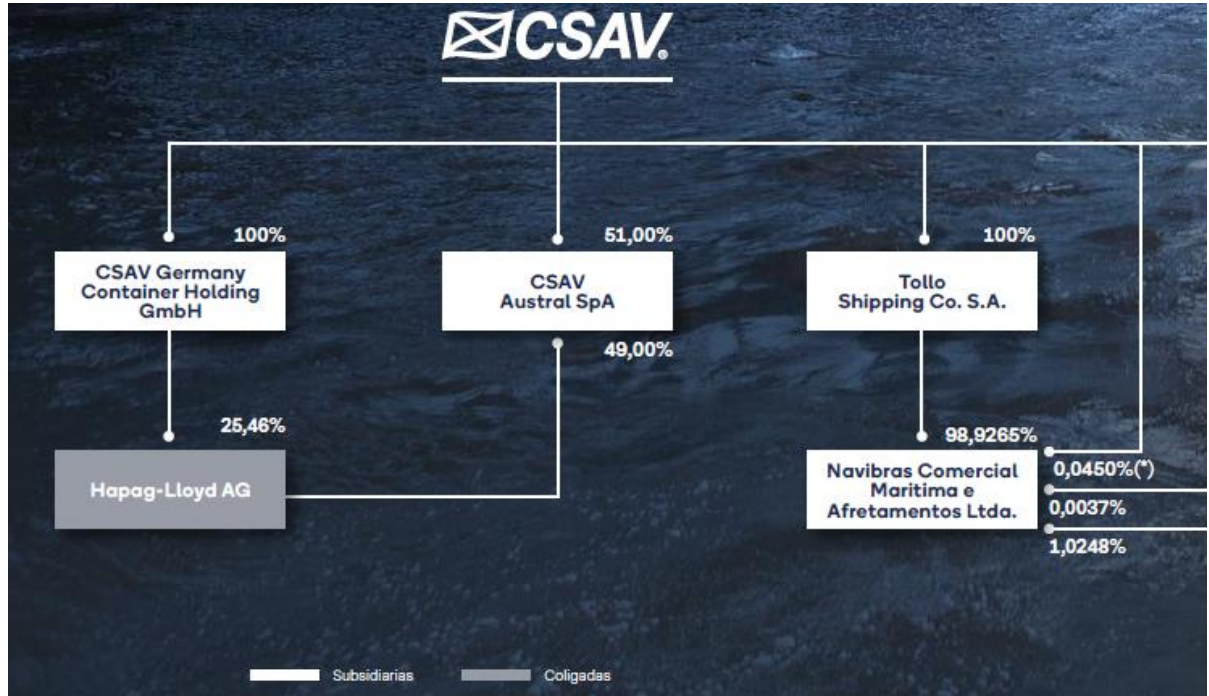 CSAV®
100%
51,00%
100%
CSAV Germany
Container Holding
GmbH
CSAV
Austral SpA
Tollo
Shipping Co. S.A.
49,00%
25,46%
98,9265%
Hapag-Lloyd AG
Navibras Comercial
Maritima e
Afretamentos Ltda.
0,0450%(*)
0,0037%
1,0248%
Subsidiarias
Coligadas